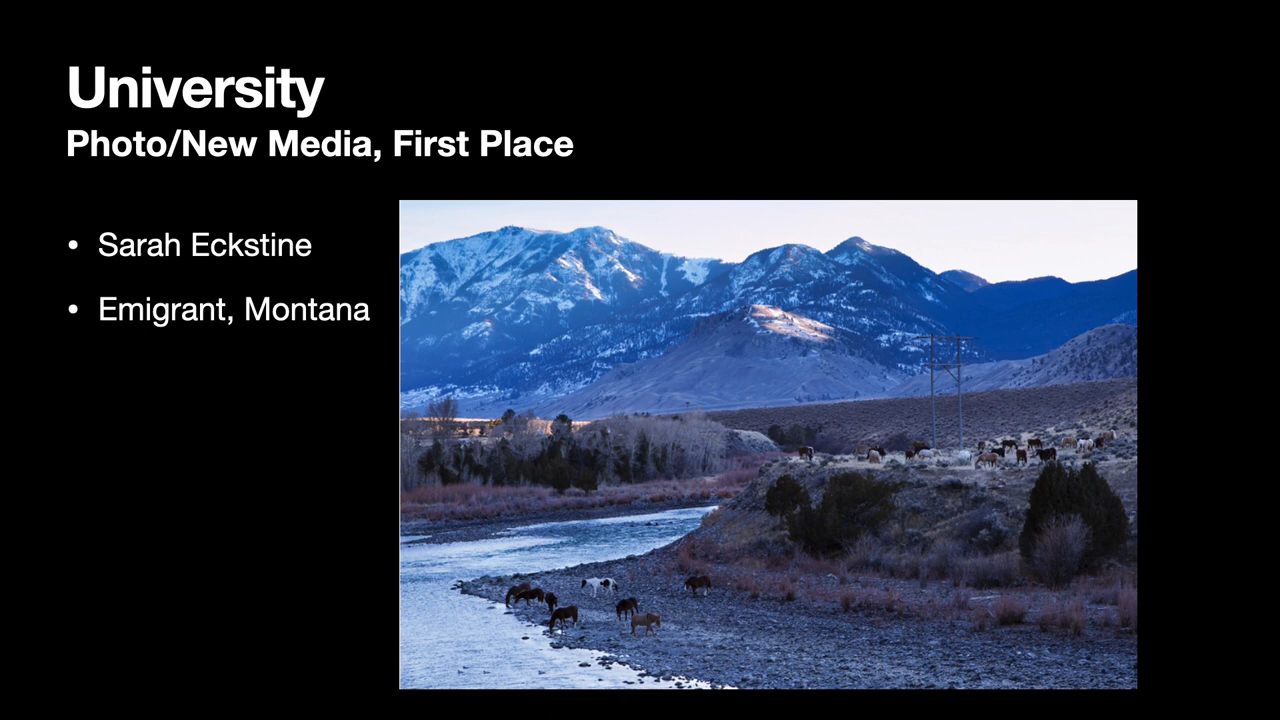 University
Photo/New Media, First Place
• Sarah Eckstine
• Emigrant, Montana